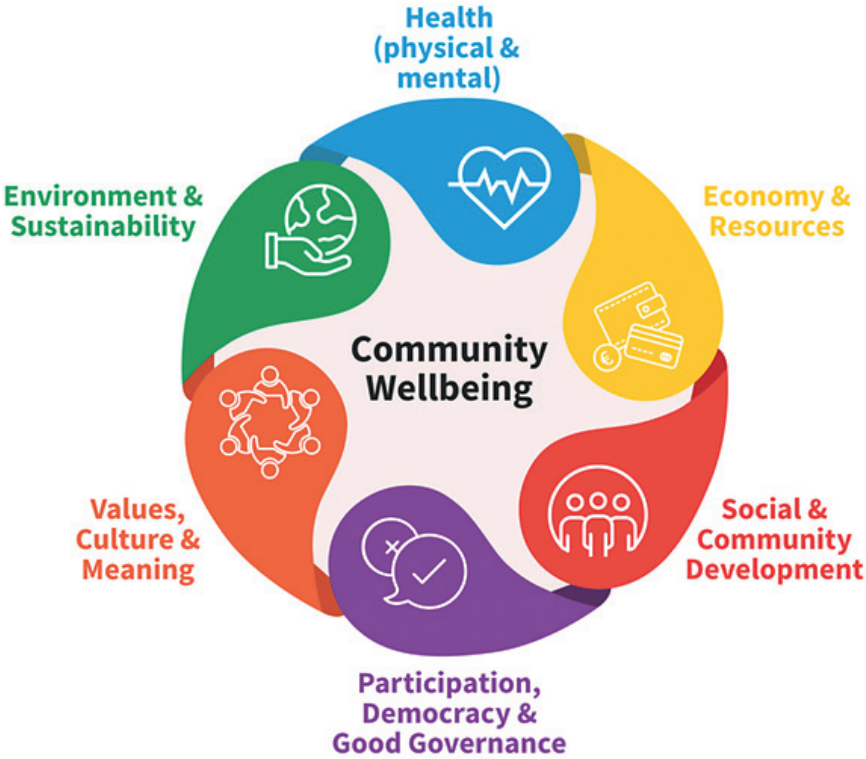 Health
(physical &
mental)
Economy &
Resources
Social &
Community
Development
Participation,
Democracy &
Good Governance
Values,
Culture &
Meaning
Environment &
Sustainability
Community
Wellbeing
€